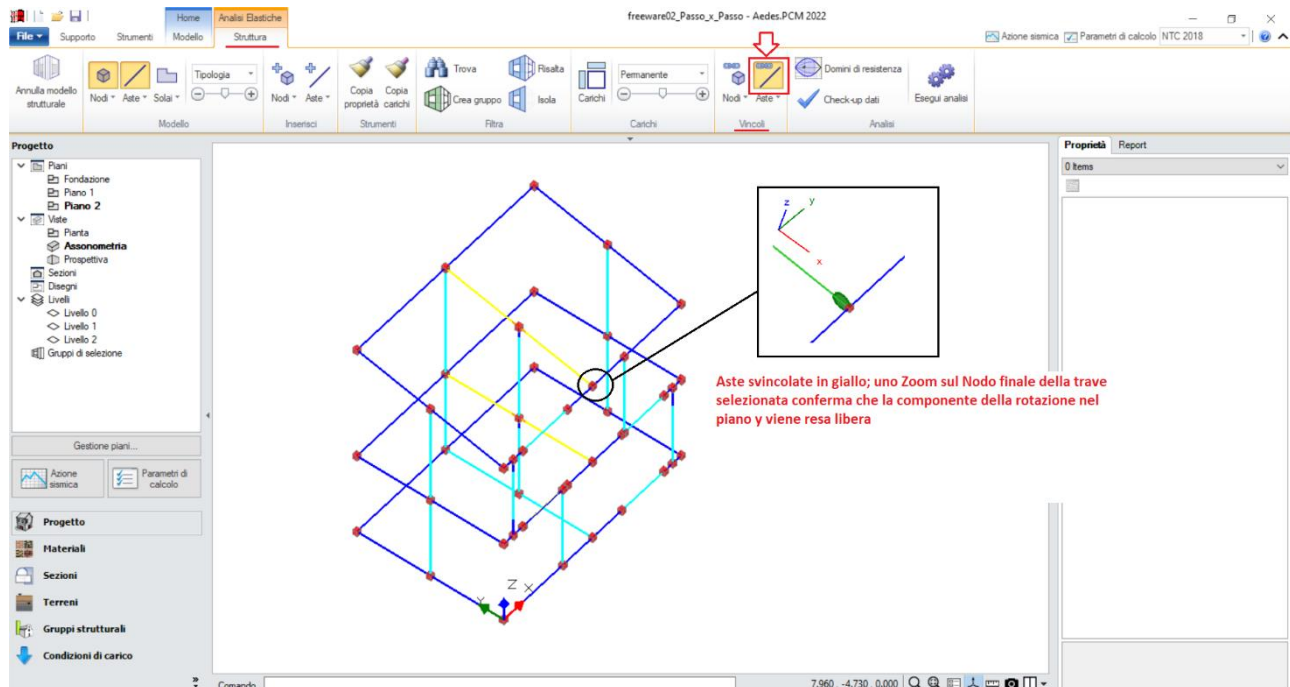 freeware02_Passo_x_Passo - Aedes.PCM 2022
Home
Analisi Elastiche
File
Supporto
Strumenti
Modello
Struttura
Azione sismica
Parametri di calcolo
NTC 2018
Annulla modello
strutturale
Nodi
Aste
Solai
Tipologia
Modello
Nodi
Aste
Inserisci
Copia
proprietà
Copia
carichi
Strumenti
Trova
Crea gruppo
Risalta
Isola
Filtra
Carichi
Permanente
Carichi
Nodi
Aste
Vincoli
Domini di resistenza
Check-up dati
Esegui analisi
Analisi
Progetto
Piani
Fondazione
Piano 1
Piano 2
Viste
Pianta
Assonometria
Prospettiva
Sezioni
Disegni
Livelli
Livello 0
Livello 1
Livello 2
Gruppi di selezione
Gestione piani...
Azione
sismica
Parametri di
calcolo
Progetto
Materiali
Sezioni
Terreni
Gruppi strutturali
Condizioni di carico
z
y
x
Aste svincolate in giallo; uno Zoom sul Nodo finale della trave
selezionata conferma che la componente della rotazione nel
piano y viene resa libera
Z
X
Y
Proprietà
Report
0 Items
Comando
7.960 , -4.730 , 0.000